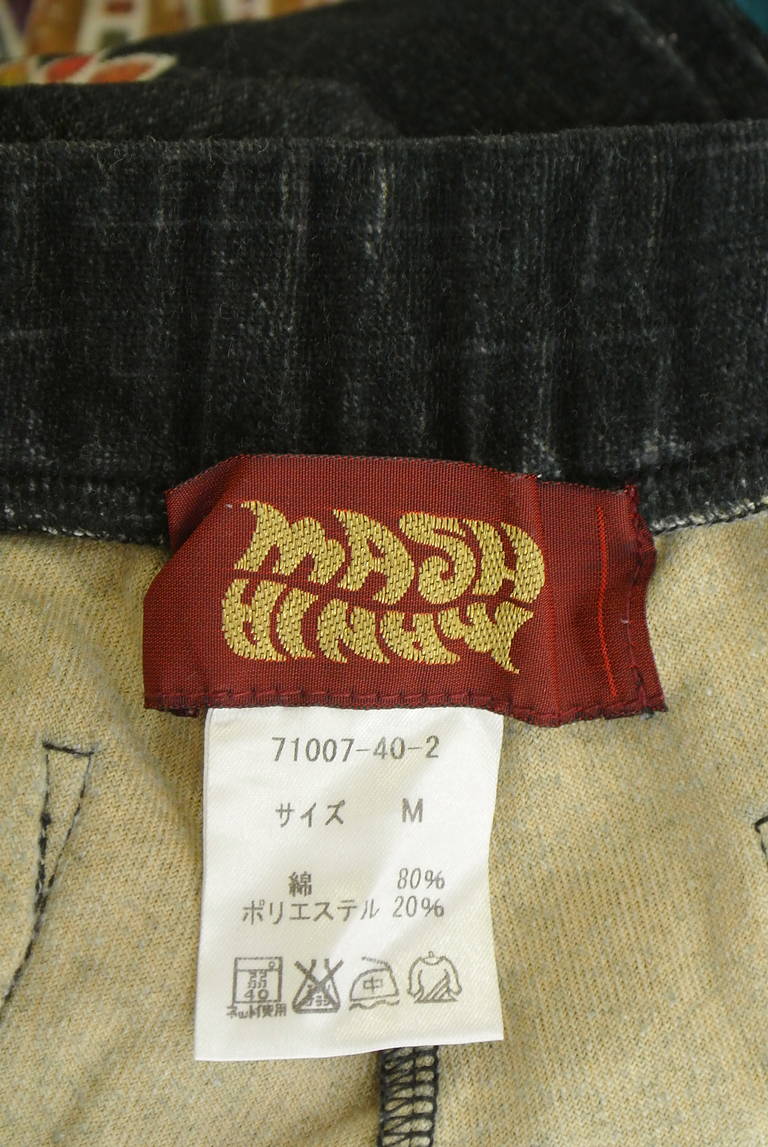 MASH
MANIA
71007-40-2
サイズ M
綿 80%
ポリエステル 20%
40 中
ネット使用